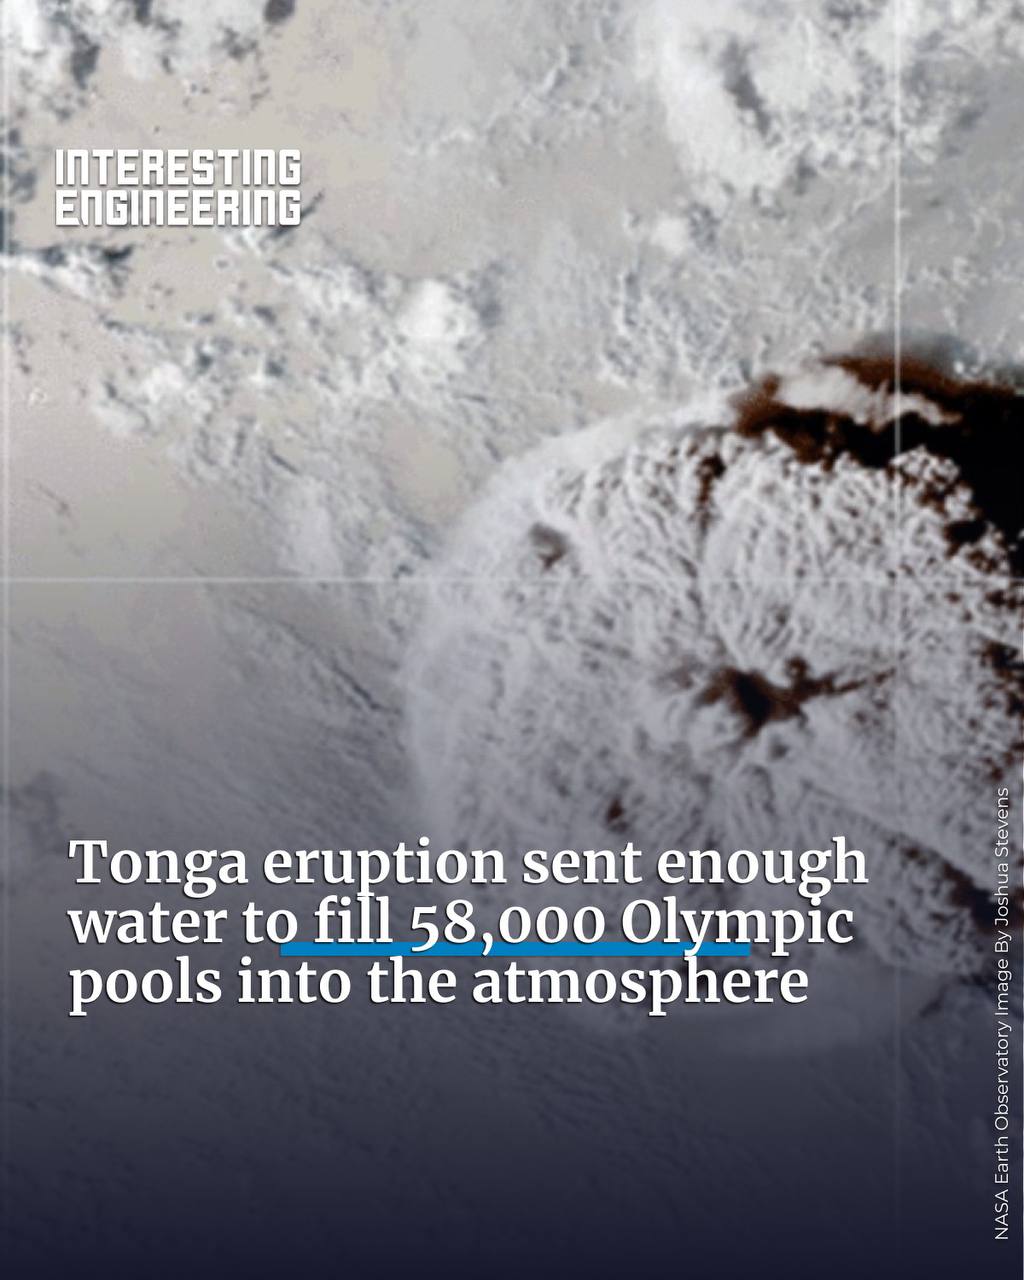 INTERESTING
ENGINEERING
Tonga eruption sent enough
water to fill 58,000 Olympic
pools into the atmosphere
NASA Earth Observatory Image By Joshua Stevens